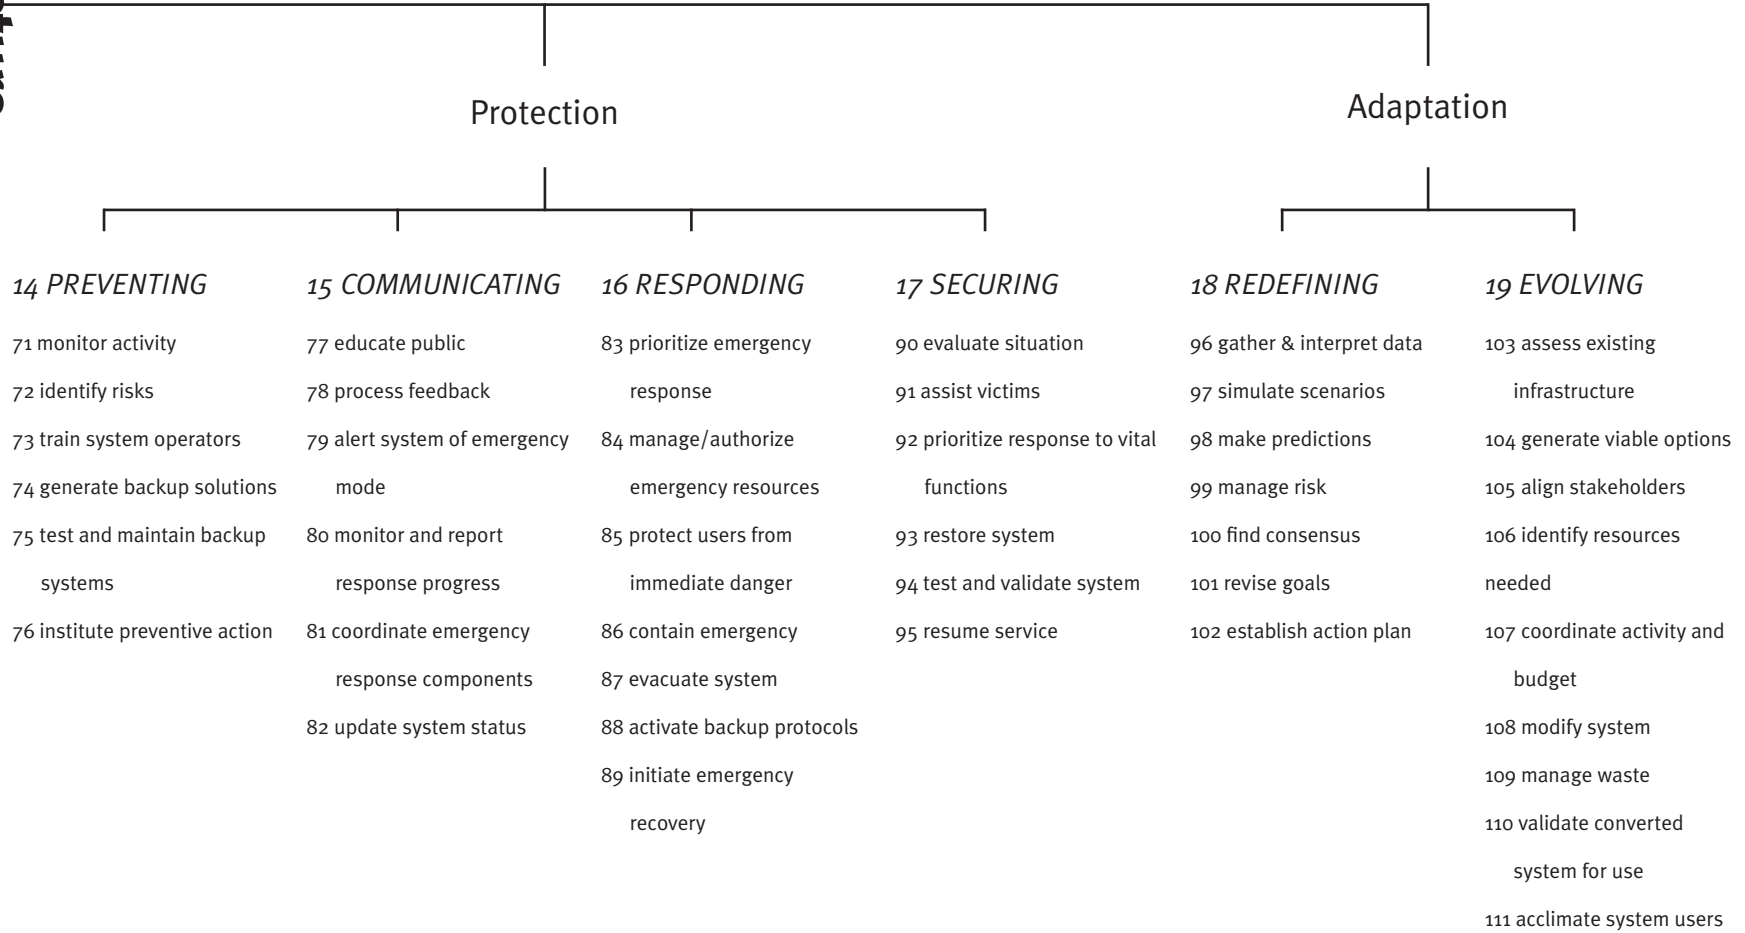 Protection
Adaptation
14 PREVENTING
71 monitor activity
72 identify risks
73 train system operators
74 generate backup solutions
75 test and maintain backup
systems
76 institute preventive action
15 COMMUNICATING
77 educate public
78 process feedback
79 alert system of emergency
mode
80 monitor and report
response progress
81 coordinate emergency
response components
82 update system status
16 RESPONDING
83 prioritize emergency
response
84 manage/authorize
emergency resources
85 protect users from
immediate danger
86 contain emergency
87 evacuate system
88 activate backup protocols
89 initiate emergency
recovery
17 SECURING
90 evaluate situation
91 assist victims
92 prioritize response to vital
functions
93 restore system
94 test and validate system
95 resume service
18 REDEFINING
96 gather & interpret data
97 simulate scenarios
98 make predictions
99 manage risk
100 find consensus
101 revise goals
102 establish action plan
19 EVOLVING
103 assess existing
infrastructure
104 generate viable options
105 align stakeholders
106 identify resources
needed
107 coordinate activity and
budget
108 modify system
109 manage waste
110 validate converted
system for use
111 acclimate system users